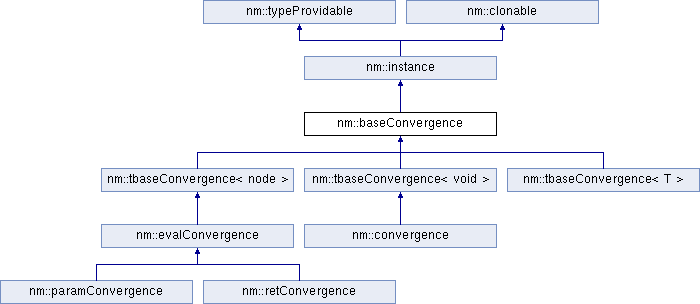 nm::typeProvidable
nm::clonable
nm::instance
nm::baseConvergence
nm::tbaseConvergence< node >
nm::tbaseConvergence< void >
nm::tbaseConvergence< T >
nm::evalConvergence
nm::convergence
nm::paramConvergence
nm::retConvergence